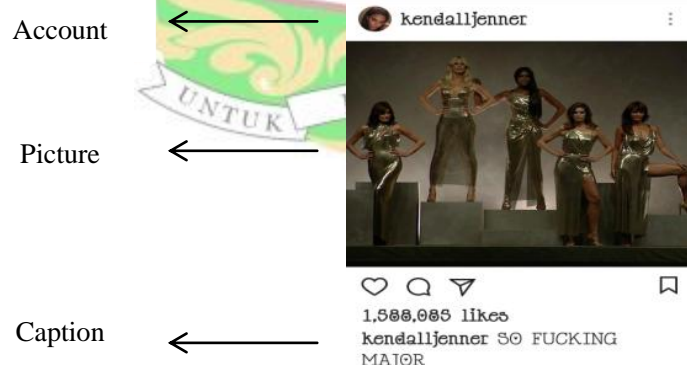 Account
kendalljenner
UNTUK
Picture
1,588,085 likes
Caption
kendalljenner SO FUCKING
MAJOR